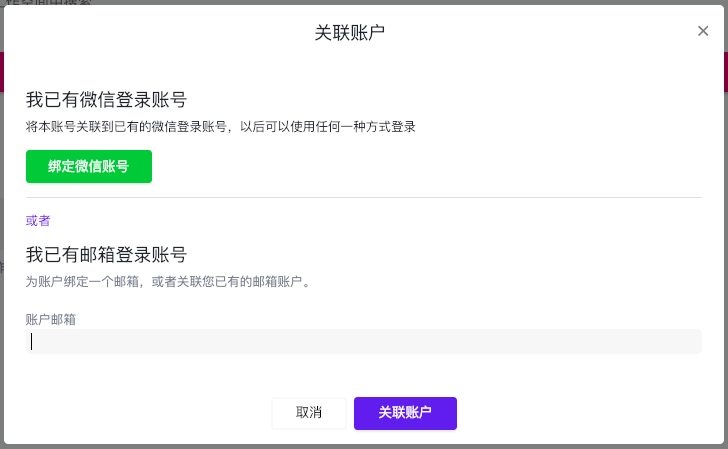 关联账户
我已有微信登录账号
将本账号关联到已有的微信登录账号，以后可以使用任何一种方式登录
绑定微信账号
或者
我已有邮箱登录账号
为账户绑定一个邮箱，或者关联您已有的邮箱账户。
账户邮箱
取消
关联账户